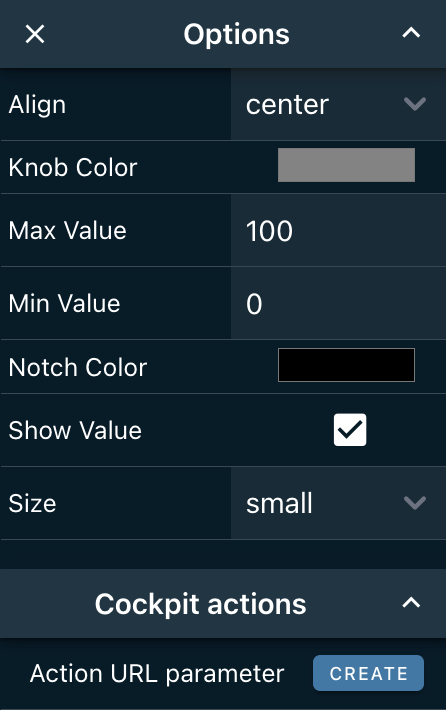 Options
Align center
Knob Color
Max Value 100
Min Value 0
Notch Color
Show Value
Size small
Cockpit actions
Action URL parameter CREATE